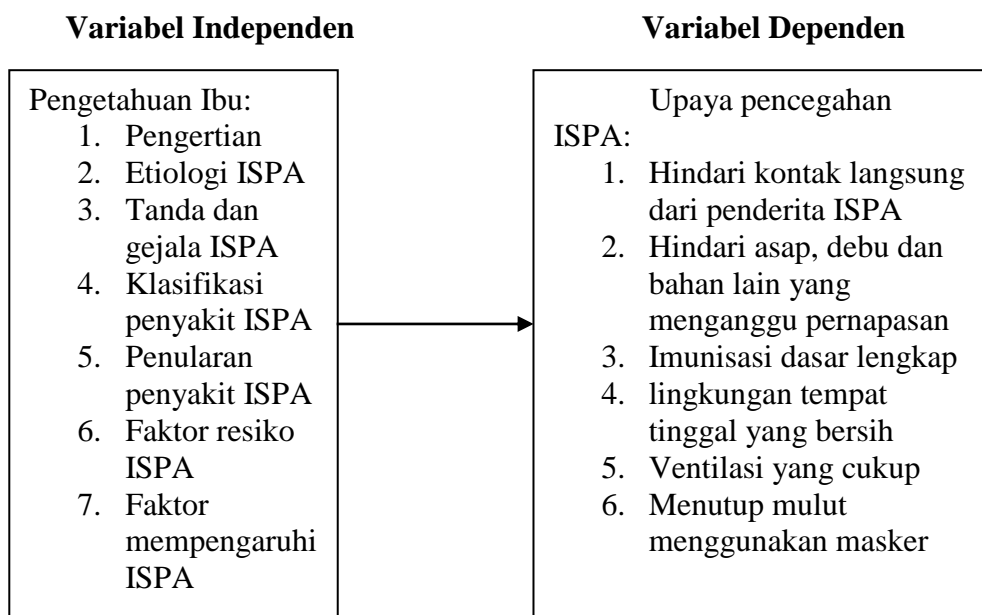 Variabel Independen
Pengetahuan Ibu:
1. Pengertian
2. Etiologi ISPA
3. Tanda dan
gejala ISPA
4. Klasifikasi
penyakit ISPA
5. Penularan
penyakit ISPA
6. Faktor resiko
ISPA
7. Faktor
mempengaruhi
ISPA
Variabel Dependen
Upaya pencegahan
ISPA:
1. Hindari kontak langsung
dari penderita ISPA
2. Hindari asap, debu dan
bahan lain yang
menganggu pernapasan
3. Imunisasi dasar lengkap
4. lingkungan tempat
tinggal yang bersih
5. Ventilasi yang cukup
6. Menutup mulut
menggunakan masker